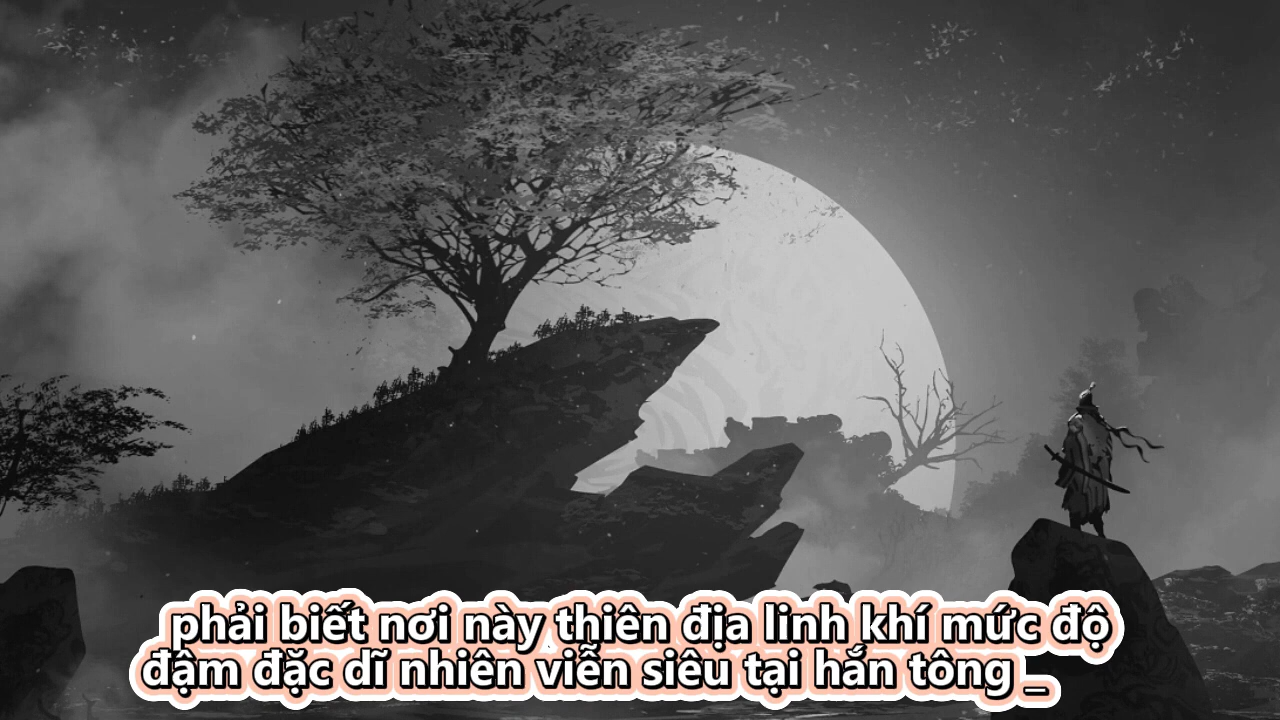 phải biết nơi này thiên địa linh khí mức độ
đậm đặc dĩ nhiên viễn siêu tại hắn tông _